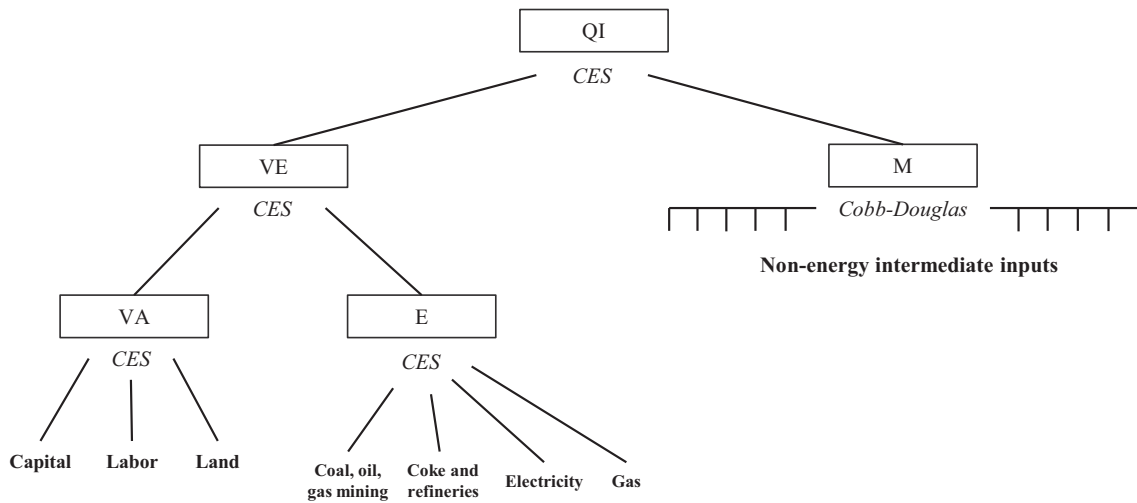 QI
CES
VE
M
CES
Cobb-Douglas
Non-energy intermediate inputs
VA
E
CES
CES
Capital
Labor
Land
Coal, oil,
gas mining
Coke and
refineries
Electricity
Gas